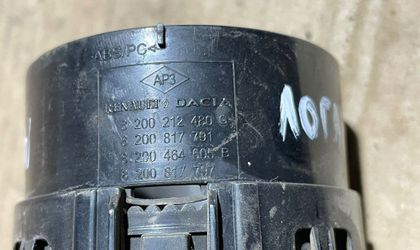 >ABS/PC<
AP3
RENAULT DACIA
8 200 212 480 G
8 200 817 791
8 200 464 605 B
8 200 817 797